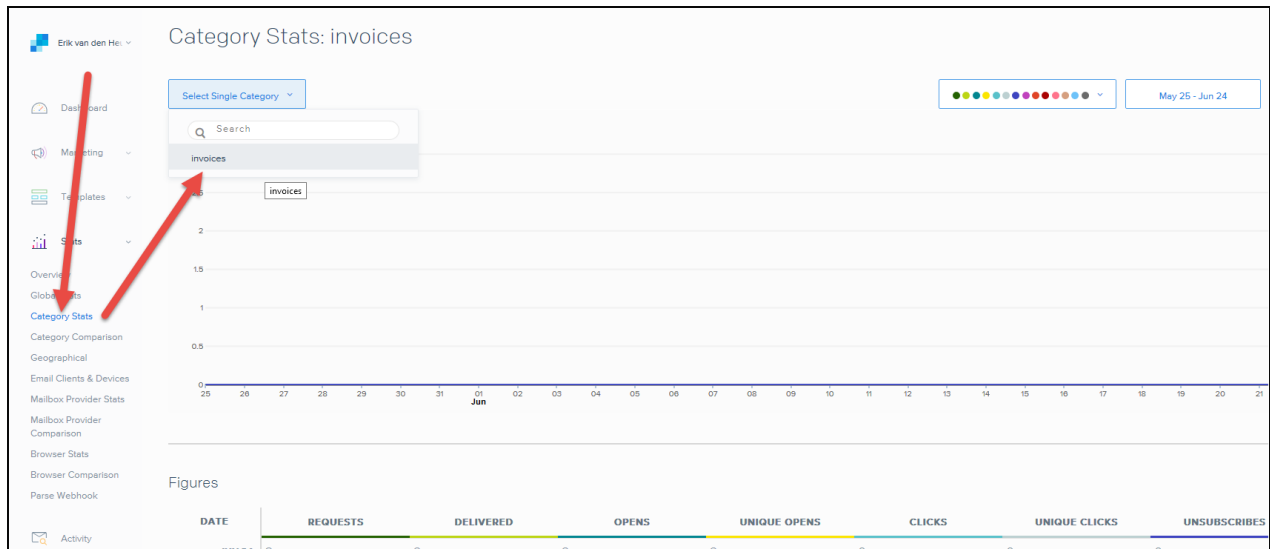 Erik van den He
Category Stats: invoices
Select Single Category
May 25 - Jun 24
Search
invoices
invoices
Dashboard
Marketing
Templates
Stats
Overview
Global Stats
Category Stats
Category Comparison
Geographical
Email Clients & Devices
Mailbox Provider Stats
Mailbox Provider
Comparison
Browser Stats
Browser Comparison
Parse Webhook
Activity
2
1.5
1
0.5
0
25 26 27 28 29 30 31 01 02 03 04 05 06 07 08 09 10 11 12 13 14 15 16 17 18 19 20 21
Jun
Figures
DATE REQUESTS DELIVERED OPENS UNIQUE OPENS CLICKS UNIQUE CLICKS UNSUBSCRIBES